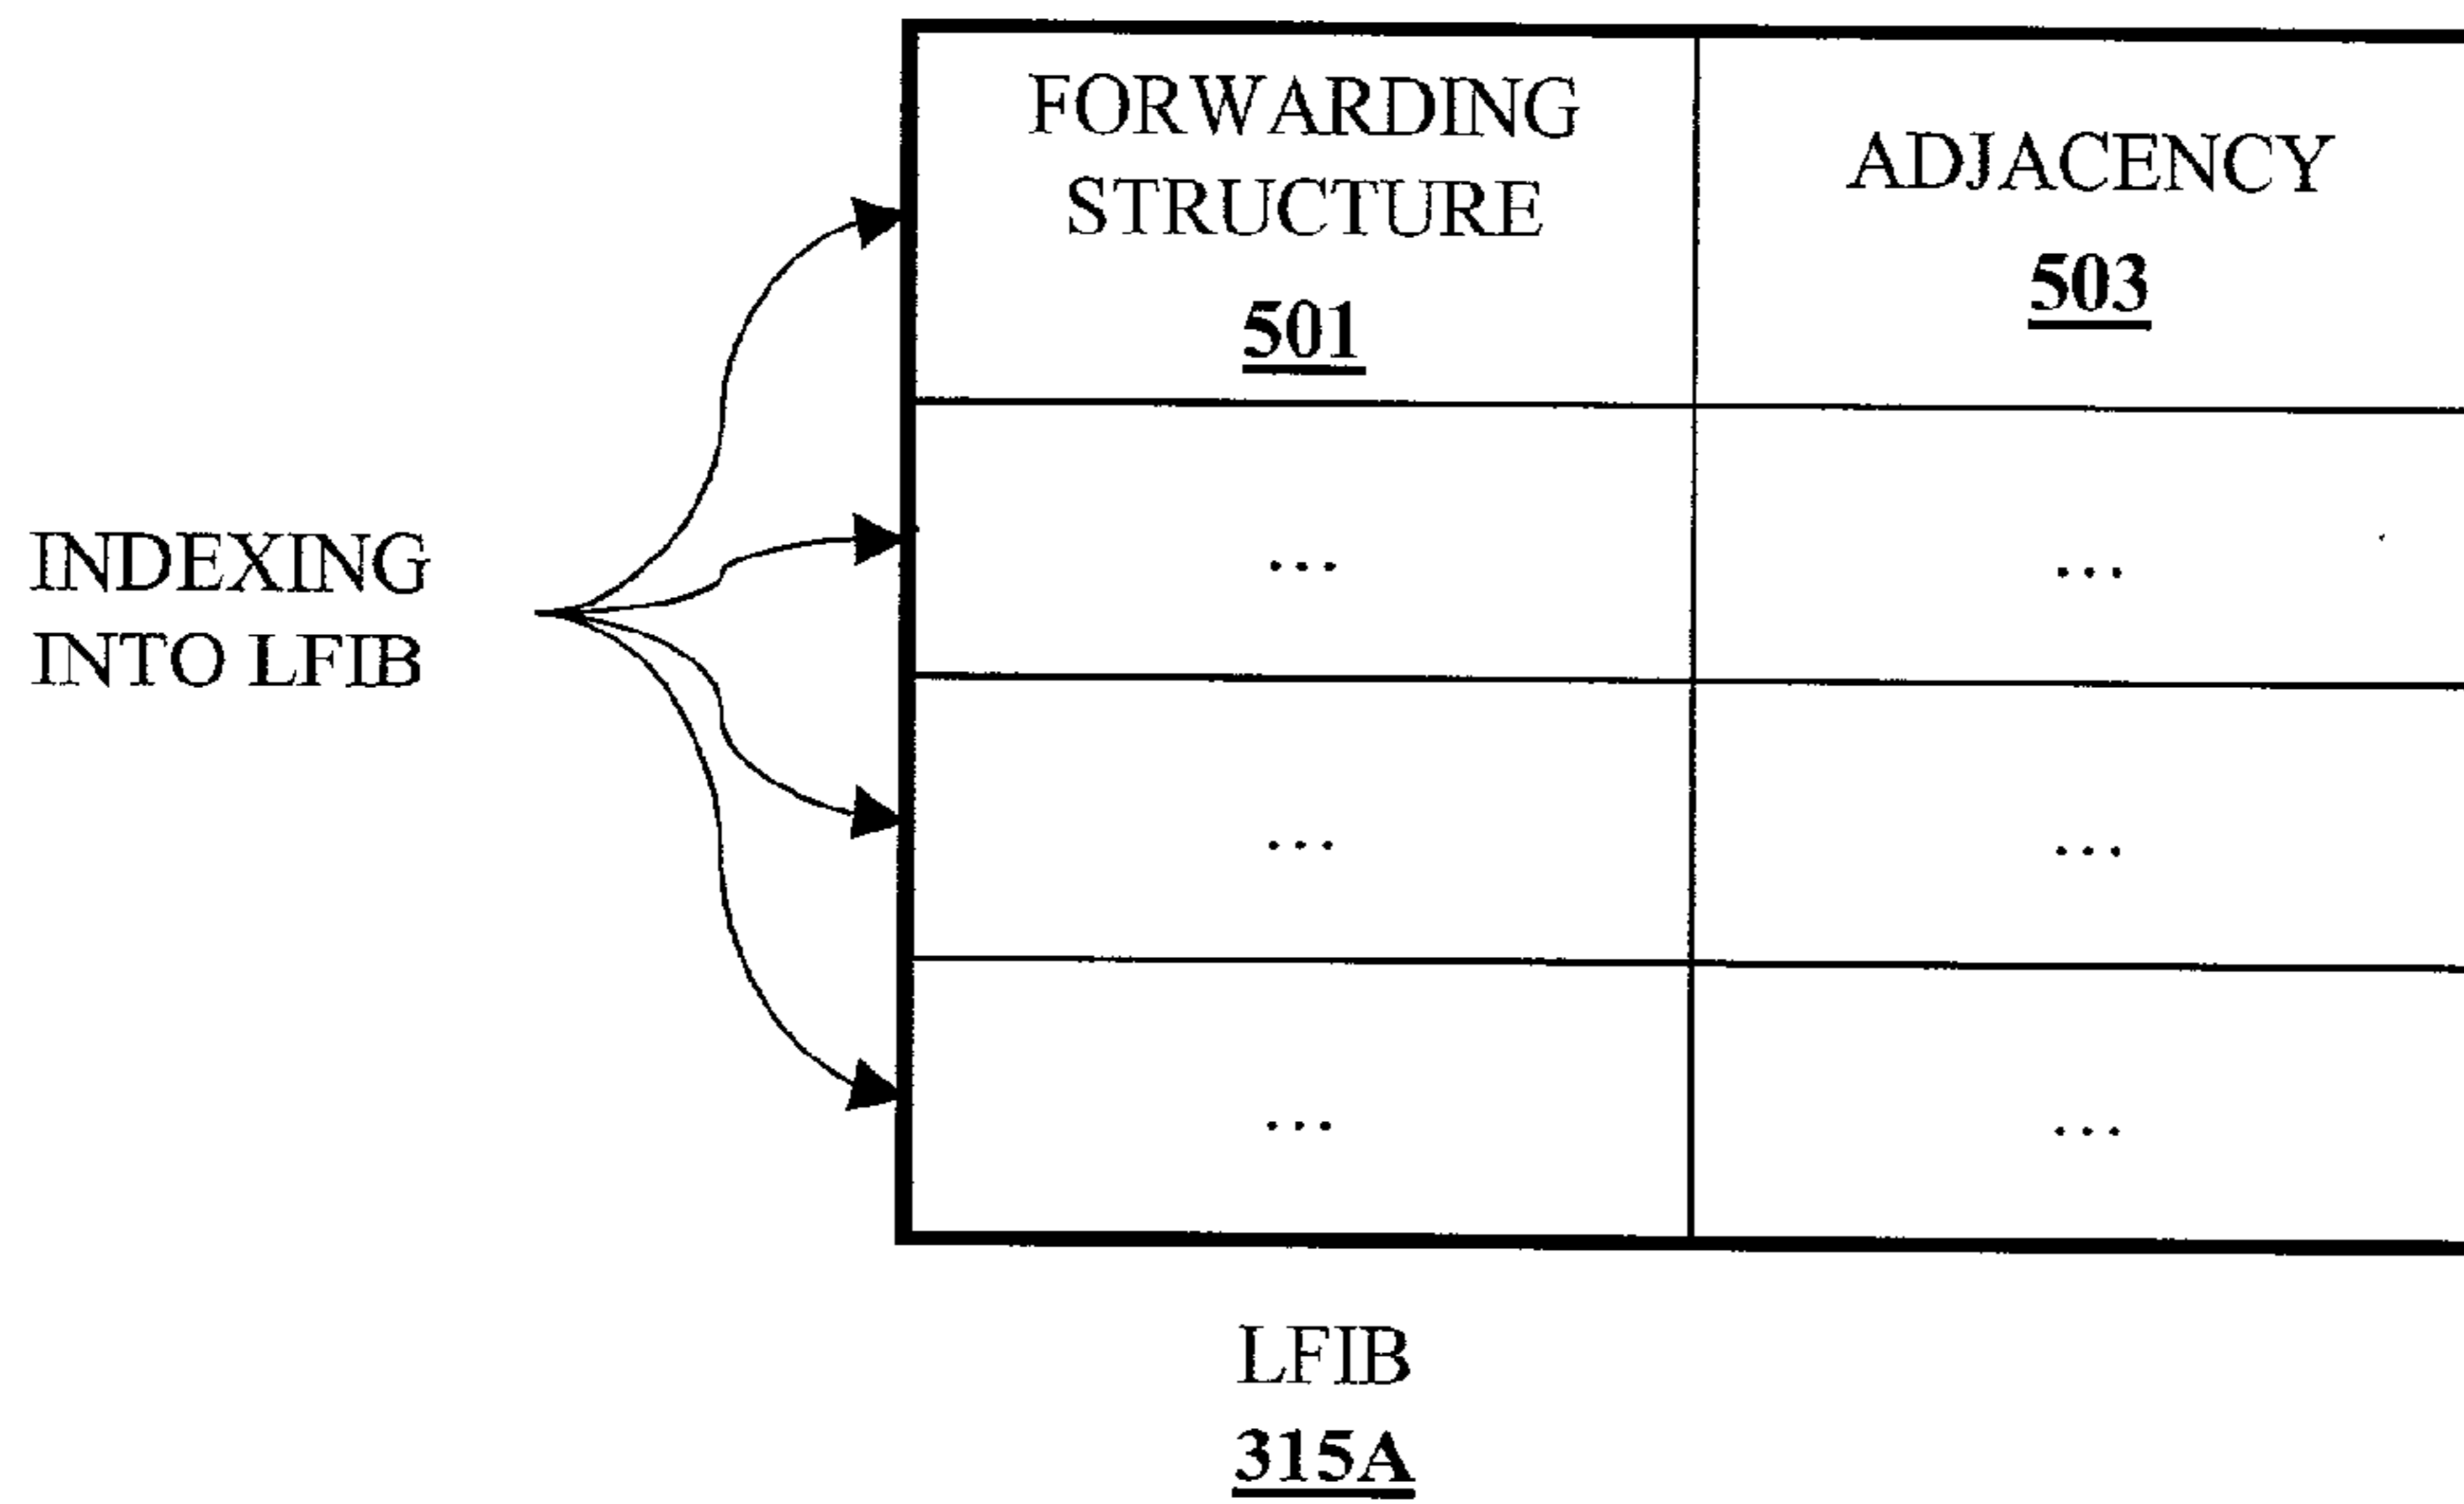 FORWARDING
STRUCTURE
501
ADJACENCY
503
INDEXING
INTO LFIB
... ...
... ...
... ...
LFIB
315A